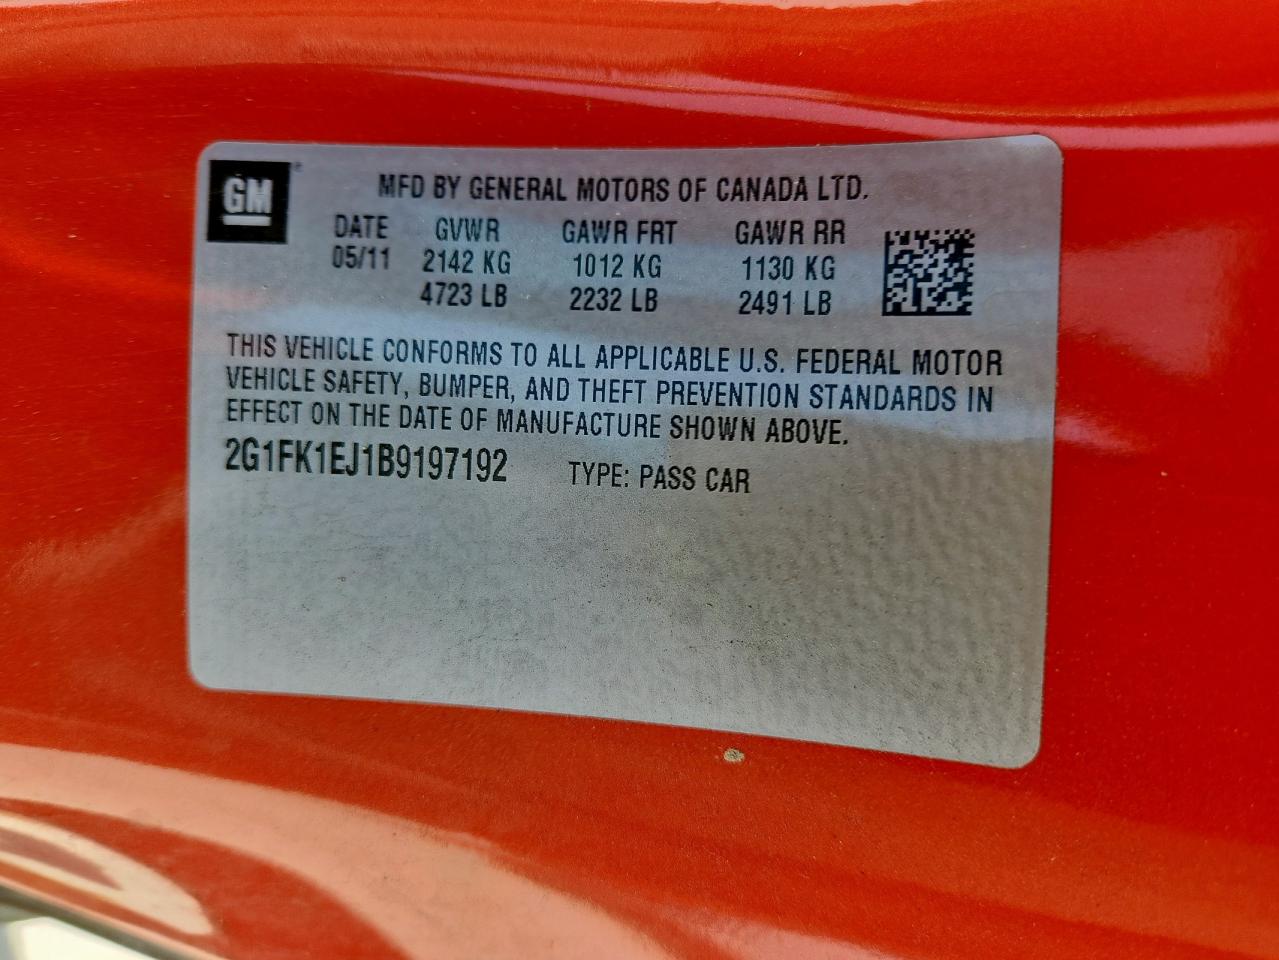 GM
MFD BY GENERAL MOTORS OF CANADA LTD.
DATE GVWR GAWR FRT GAWR RR
05/11 2142 KG 1012 KG 1130 KG
4723 LB 2232 LB 2491 LB
THIS VEHICLE CONFORMS TO ALL APPLICABLE U.S. FEDERAL MOTOR
VEHICLE SAFETY, BUMPER, AND THEFT PREVENTION STANDARDS IN
EFFECT ON THE DATE OF MANUFACTURE SHOWN ABOVE.
2G1FK1EJ1B9197192 TYPE: PASS CAR